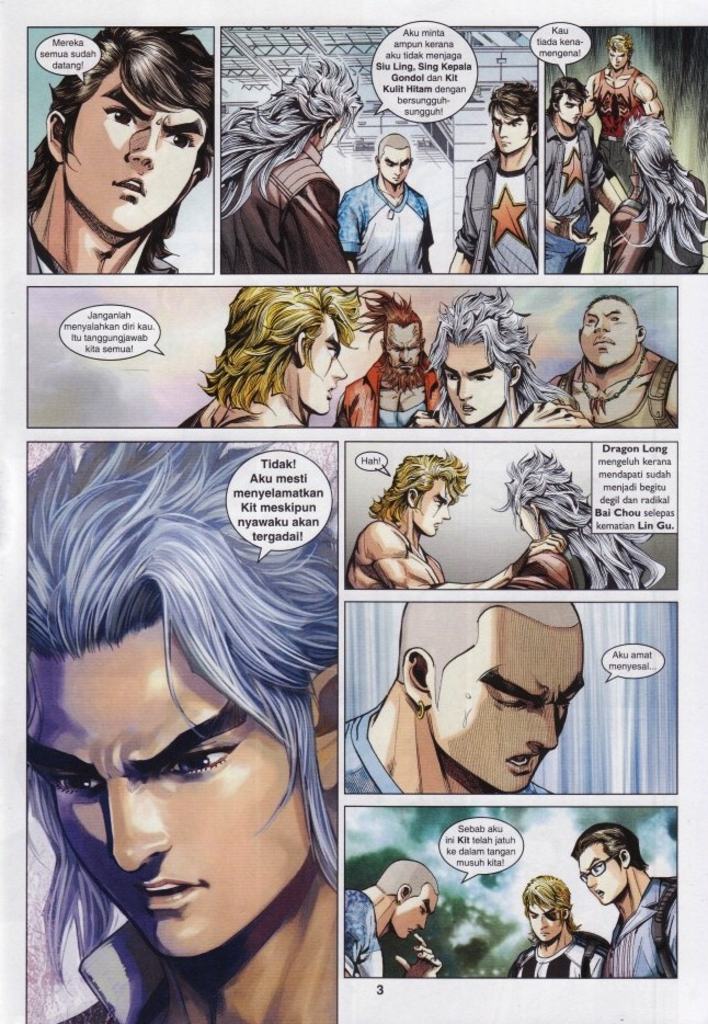 Mereka
semua sudah
datang!
Aku minta
ampun kerana
aku tidak menjaga
Siu Ling, Sing Kepala
Gondol dan Kit
Kulit Hitam dengan
bersungguh-
sungguh!
Kau
tiada kena-
mengena!
Janganlah
menyalahkan diri kau.
Itu tanggungjawab
kita semua!
Tidak!
Aku mesti
menyelamatkan
Kit meskipun
nyawaku akan
tergadai!
Hah!
Dragon Long
mengeluh kerana
mendapati sudah
menjadi begitu
degil dan radikal
Bai Chou selepas
kematian Lin Gu.
Aku amat
menyesal...
Sebab aku
ini Kit telah jatuh
ke dalam tangan
musuh kita!
3